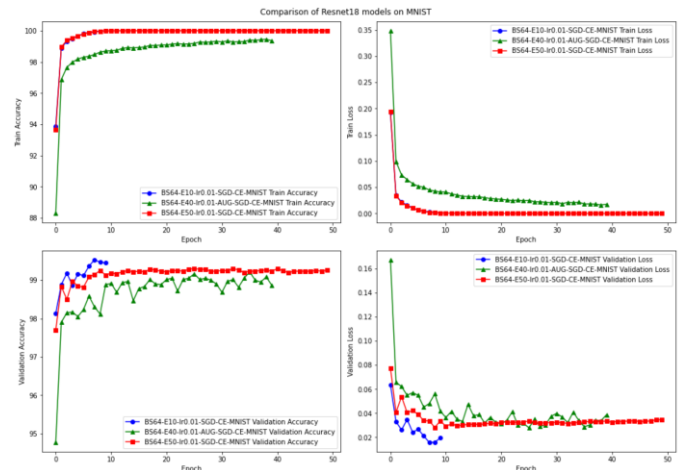 Comparison of Resnet18 models on MNIST
Train Accuracy
100
98
96
94
92
90
88
BS64-E10-lr0.01-SGD-CE-MNIST Train Accuracy
BS64-E40-lr0.01-AUG-SGD-CE-MNIST Train Accuracy
BS64-E50-lr0.01-SGD-CE-MNIST Train Accuracy
0 10 20 30 40 50
Epoch
Train Loss
0.35
0.30
0.25
0.20
0.15
0.10
0.05
0.00
BS64-E10-lr0.01-SGD-CE-MNIST Train Loss
BS64-E40-lr0.01-AUG-SGD-CE-MNIST Train Loss
BS64-E50-lr0.01-SGD-CE-MNIST Train Loss
0 10 20 30 40 50
Epoch
Validation Accuracy
99
98
97
96
95
BS64-E10-lr0.01-SGD-CE-MNIST Validation Accuracy
BS64-E40-lr0.01-AUG-SGD-CE-MNIST Validation Accuracy
BS64-E50-lr0.01-SGD-CE-MNIST Validation Accuracy
0 10 20 30 40 50
Epoch
Validation Loss
0.16
0.14
0.12
0.10
0.08
0.06
0.04
0.02
BS64-E10-lr0.01-SGD-CE-MNIST Validation Loss
BS64-E40-lr0.01-AUG-SGD-CE-MNIST Validation Loss
BS64-E50-lr0.01-SGD-CE-MNIST Validation Loss
0 10 20 30 40 50
Epoch